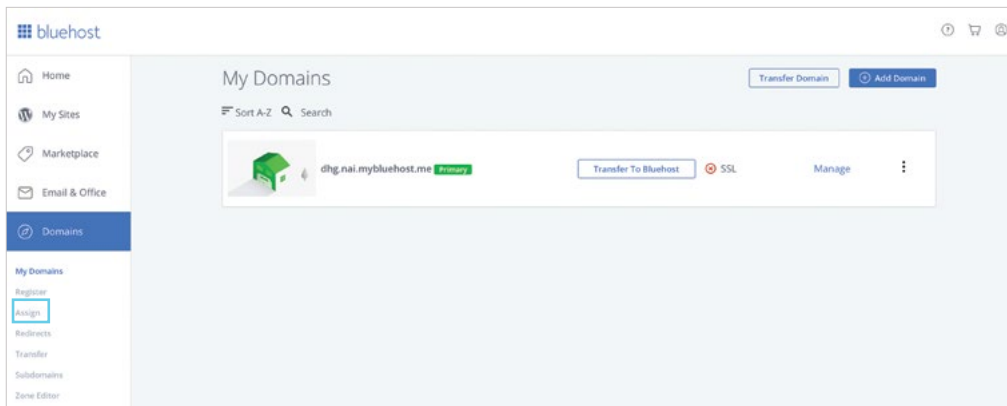 bluehost
Home
My Sites
Marketplace
Email & Office
Domains
My Domains
Register
Assign
Redirects
Transfer
Subdomains
Zone Editor
My Domains
Transfer Domain
Add Domain
Sort A-Z Search
dhg.nai.mybluehost.me Primary Transfer To Bluehost SSL Manage